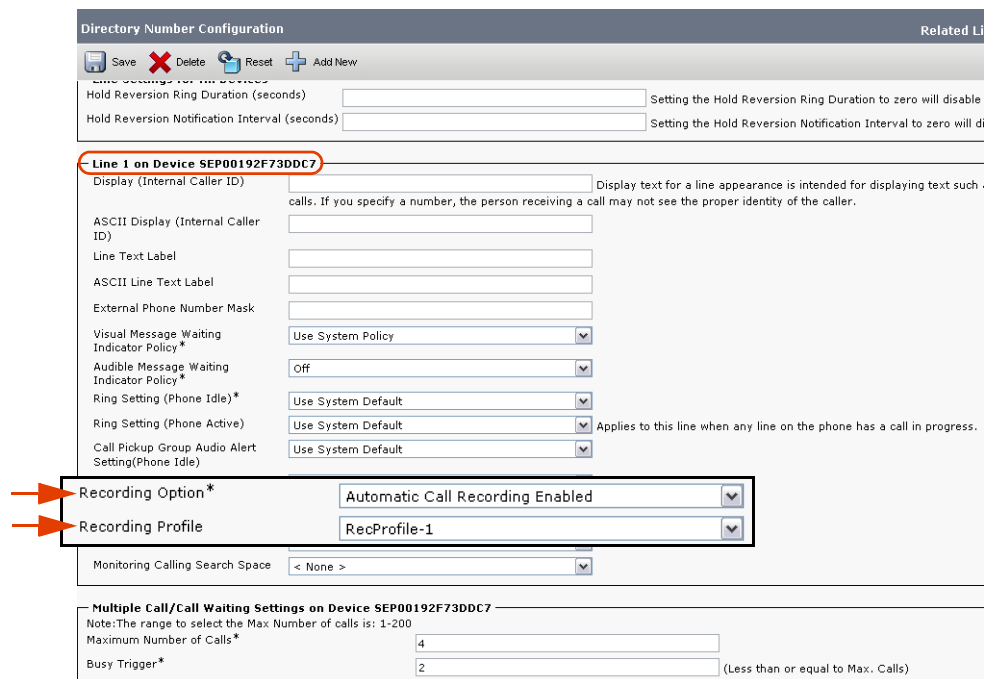 Directory Number Configuration
Related Li
Save Delete Reset Add New
Line Settings for All Devices
Hold Reversion Ring Duration (seconds) Setting the Hold Reversion Ring Duration to zero will disable
Hold Reversion Notification Interval (seconds) Setting the Hold Reversion Notification Interval to zero will di
Line 1 on Device SEP00192F73DDC7
Display (Internal Caller ID) Display text for a line appearance is intended for displaying text such
calls. If you specify a number, the person receiving a call may not see the proper identity of the caller.
ASCII Display (Internal Caller
ID)
Line Text Label
ASCII Line Text Label
External Phone Number Mask
Visual Message Waiting
Indicator Policy* Use System Policy
Audible Message Waiting
Indicator Policy* Off
Ring Setting (Phone Idle)* Use System Default
Ring Setting (Phone Active) Use System Default Applies to this line when any line on the phone has a call in progress.
Call Pickup Group Audio Alert
Setting(Phone Idle) Use System Default
Recording Option* Automatic Call Recording Enabled
Recording Profile RecProfile-1
Monitoring Calling Search Space < None >
Multiple Call/Call Waiting Settings on Device SEP00192F73DDC7
Note:The range to select the Max Number of calls is: 1-200
Maximum Number of Calls* 4
Busy Trigger* 2 (Less than or equal to Max. Calls)